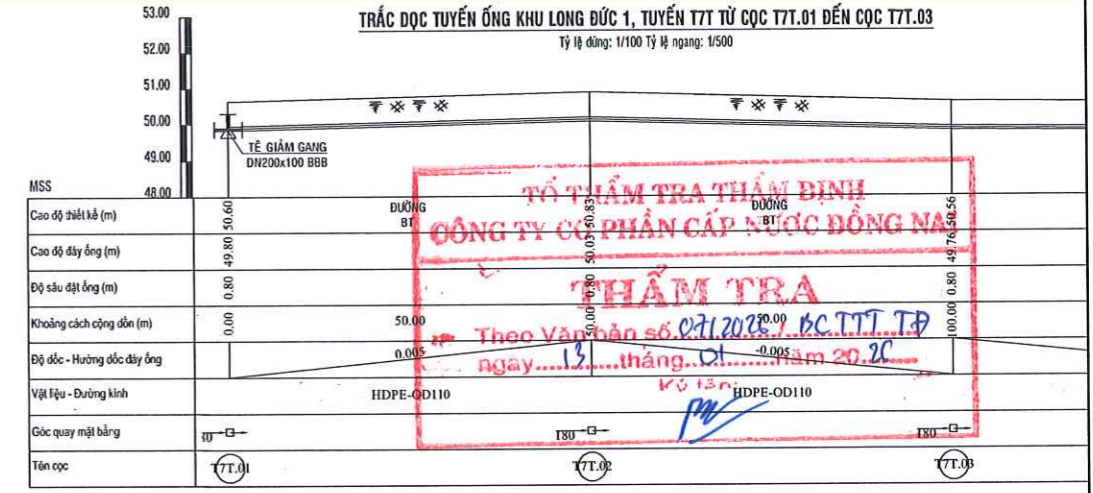 TRẮC DỌC TUYẾN ỐNG KHU LONG ĐỨC 1, TUYẾN T7T TỪ CỌC T7T.01 ĐẾN CỌC T7T.03
Tỷ lệ đứng: 1/100 Tỷ lệ ngang: 1/500
53.00
52.00
51.00
50.00
49.00
48.00
TÊ GIẢM GANG
DN200x100 BBB
MSS
TỔ THẨM TRA THẨM ĐỊNH
CÔNG TY CỔ PHẦN CẤP NƯỚC ĐỒNG NAI
THẨM TRA
Theo Văn bản số 07/2026/ BC TTT TĐ
ngày 13 tháng 01 năm 20 26
Ký tên:
Cao độ thiết kế (m) 50.60 ĐƯỜNG BT 50.83 ĐƯỜNG BT 50.56
Cao độ đáy ống (m) 49.80 50.03 49.76
Độ sâu đặt ống (m) 0.80 0.80 0.80
Khoảng cách cộng dồn (m) 0.00 50.00 50.00 50.00 100.00
Độ dốc - Hướng dốc đáy ống 0.005 -0.005
Vật liệu - Đường kính HDPE-OD110 HDPE-OD110
Góc quay mặt bằng 180 180
Tên cọc T7T.01 T7T.02 T7T.03